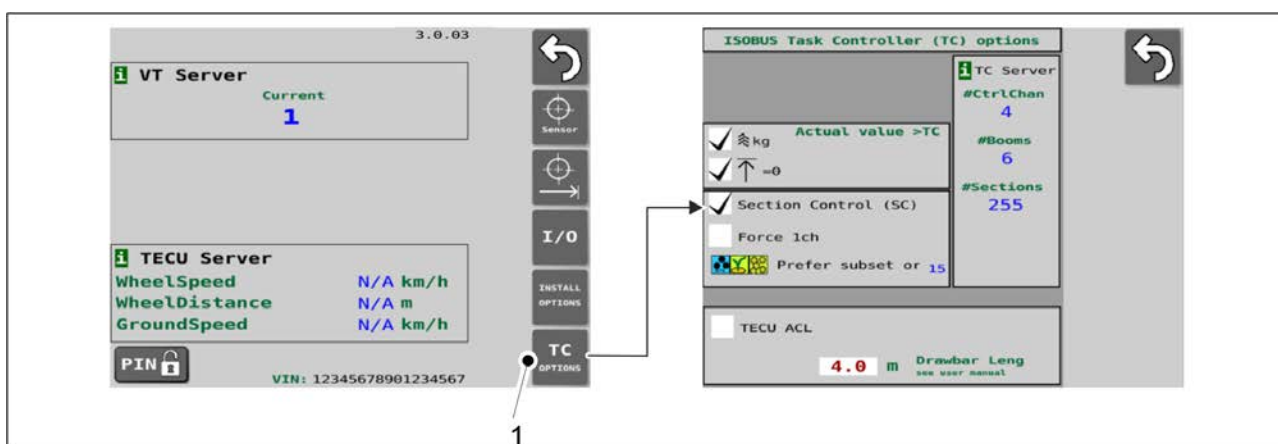 3.0.03
i VT Server
Current
1
Sensor
I/O
i TECU Server
WheelSpeed N/A km/h
WheelDistance N/A m
GroundSpeed N/A km/h
INSTALL
OPTIONS
TC
OPTIONS
PIN
VIN: 12345678901234567
1
ISOBUS Task Controller (TC) options
i TC Server
#CtrlChan
4
#Booms
6
#Sections
255
kg Actual value >TC
=0
Section Control (SC)
Force 1ch
Prefer subset or 15
TECU ACL
4.0 m Drawbar Leng
see user manual